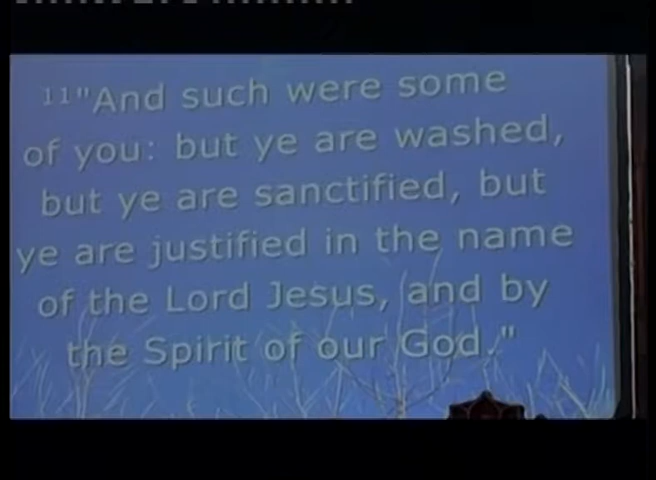 11"And such were some
of you: but ye are washed,
but ye are sanctified, but
ye are justified in the name
of the Lord Jesus, and by
the Spirit of our God."